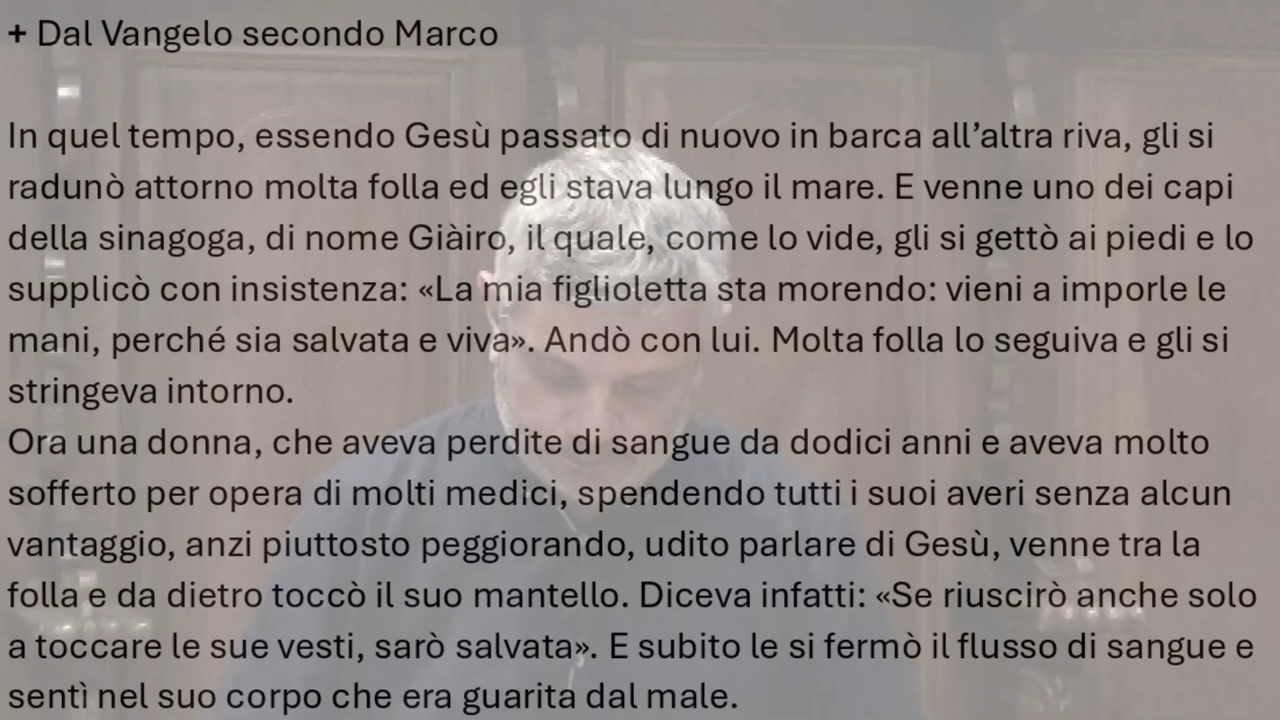 + Dal Vangelo secondo Marco
In quel tempo, essendo Gesù passato di nuovo in barca all’altra riva, gli si
radunò attorno molta folla ed egli stava lungo il mare. E venne uno dei capi
della sinagoga, di nome Giàiro, il quale, come lo vide, gli si gettò ai piedi e lo
supplicò con insistenza: «La mia figlioletta sta morendo: vieni a imporle le
mani, perché sia salvata e viva». Andò con lui. Molta folla lo seguiva e gli si
stringeva intorno.
Ora una donna, che aveva perdite di sangue da dodici anni e aveva molto
sofferto per opera di molti medici, spendendo tutti i suoi averi senza alcun
vantaggio, anzi piuttosto peggiorando, udito parlare di Gesù, venne tra la
folla e da dietro toccò il suo mantello. Diceva infatti: «Se riuscirò anche solo
a toccare le sue vesti, sarò salvata». E subito le si fermò il flusso di sangue e
sentì nel suo corpo che era guarita dal male.